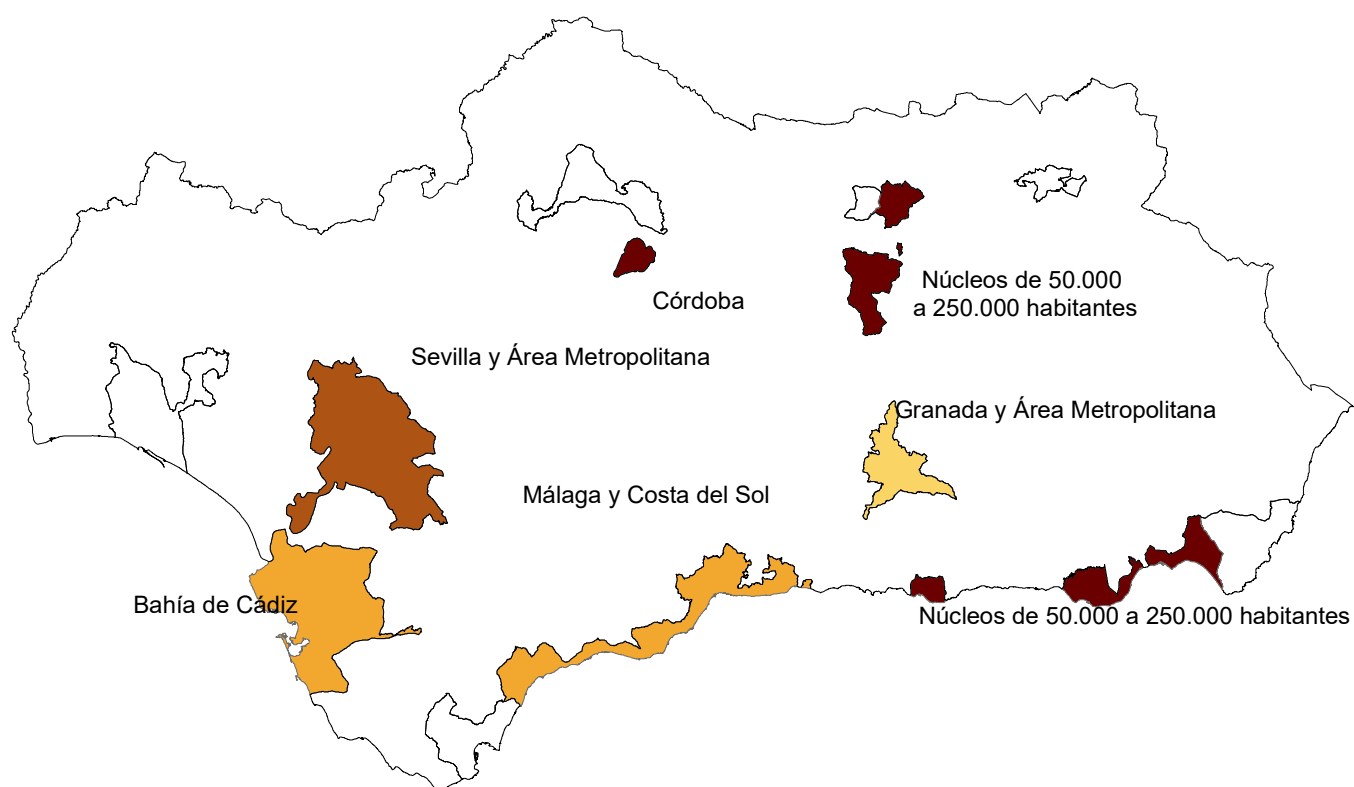 Núcleos de 50.000
a 250.000 habitantes
Córdoba
Sevilla y Área Metropolitana
Granada y Área Metropolitana
Málaga y Costa del Sol
Bahía de Cádiz
Núcleos de 50.000 a 250.000 habitantes